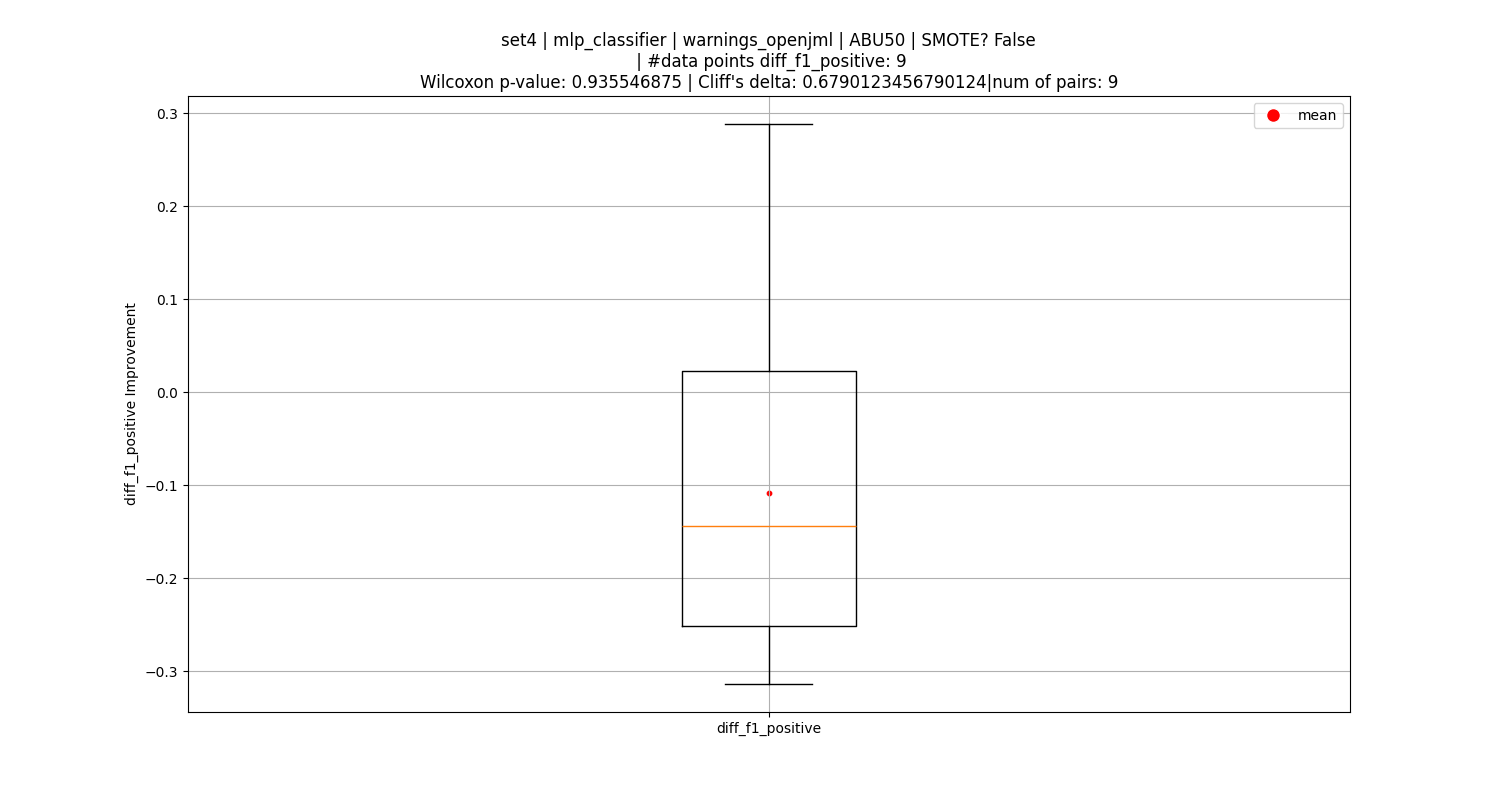 set4 | mlp_classifier | warnings_openjml | ABU50 | SMOTE? False
| #data points diff_f1_positive: 9
Wilcoxon p-value: 0.935546875 | Cliff's delta: 0.6790123456790124|num of pairs: 9
mean
0.3
0.2
0.1
0.0
−0.1
−0.2
−0.3
diff_f1_positive Improvement
diff_f1_positive